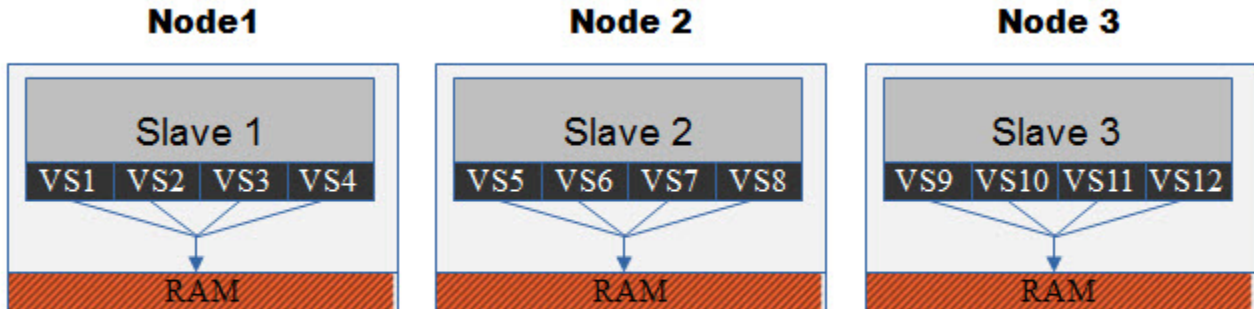 Node1 Node 2 Node 3
Slave 1 Slave 2 Slave 3
VS1 VS2 VS3 VS4 VS5 VS6 VS7 VS8 VS9 VS10 VS11 VS12
RAM RAM RAM